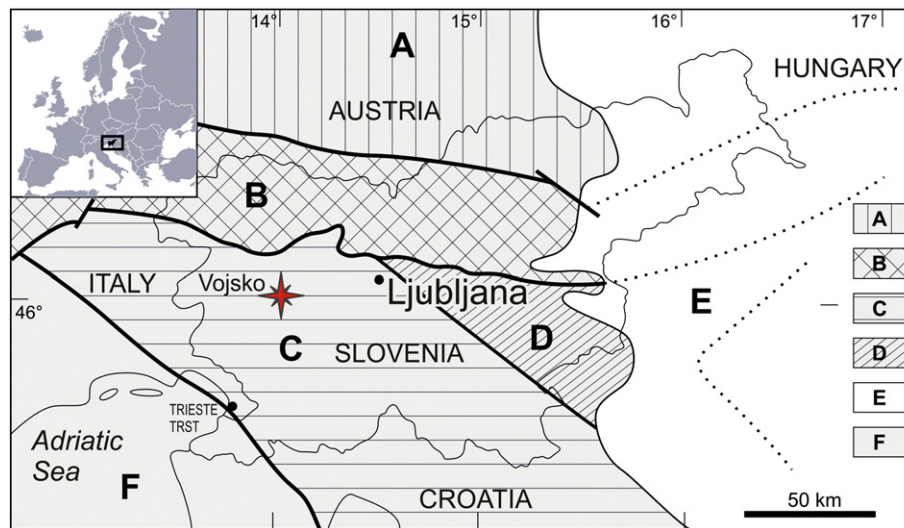 14°
15°
16°
17°
A
HUNGARY
AUSTRIA
B
A
B
ITALY
Vojsko
Ljubljana
E
46°
C
C
SLOVENIA
D
D
E
TRIESTE
TRST
Adriatic
Sea
F
F
CROATIA
50 km